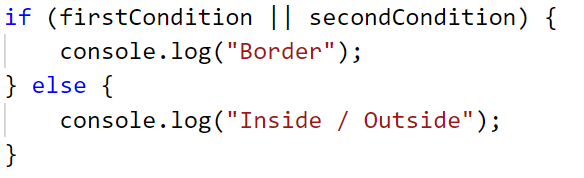 if (firstCondition || secondCondition) {
    console.log("Border");
} else {
    console.log("Inside / Outside");
}